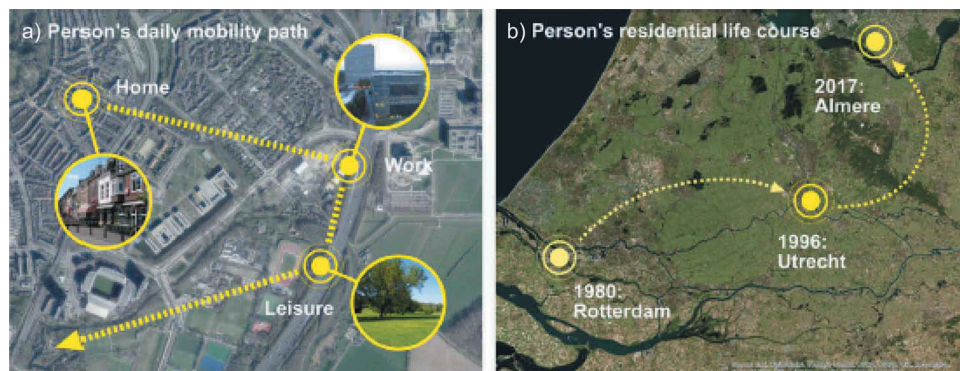 a) Person's daily mobility path
Home
Work
Leisure
b) Person's residential life course
2017:
Almere
1996:
Utrecht
1980:
Rotterdam